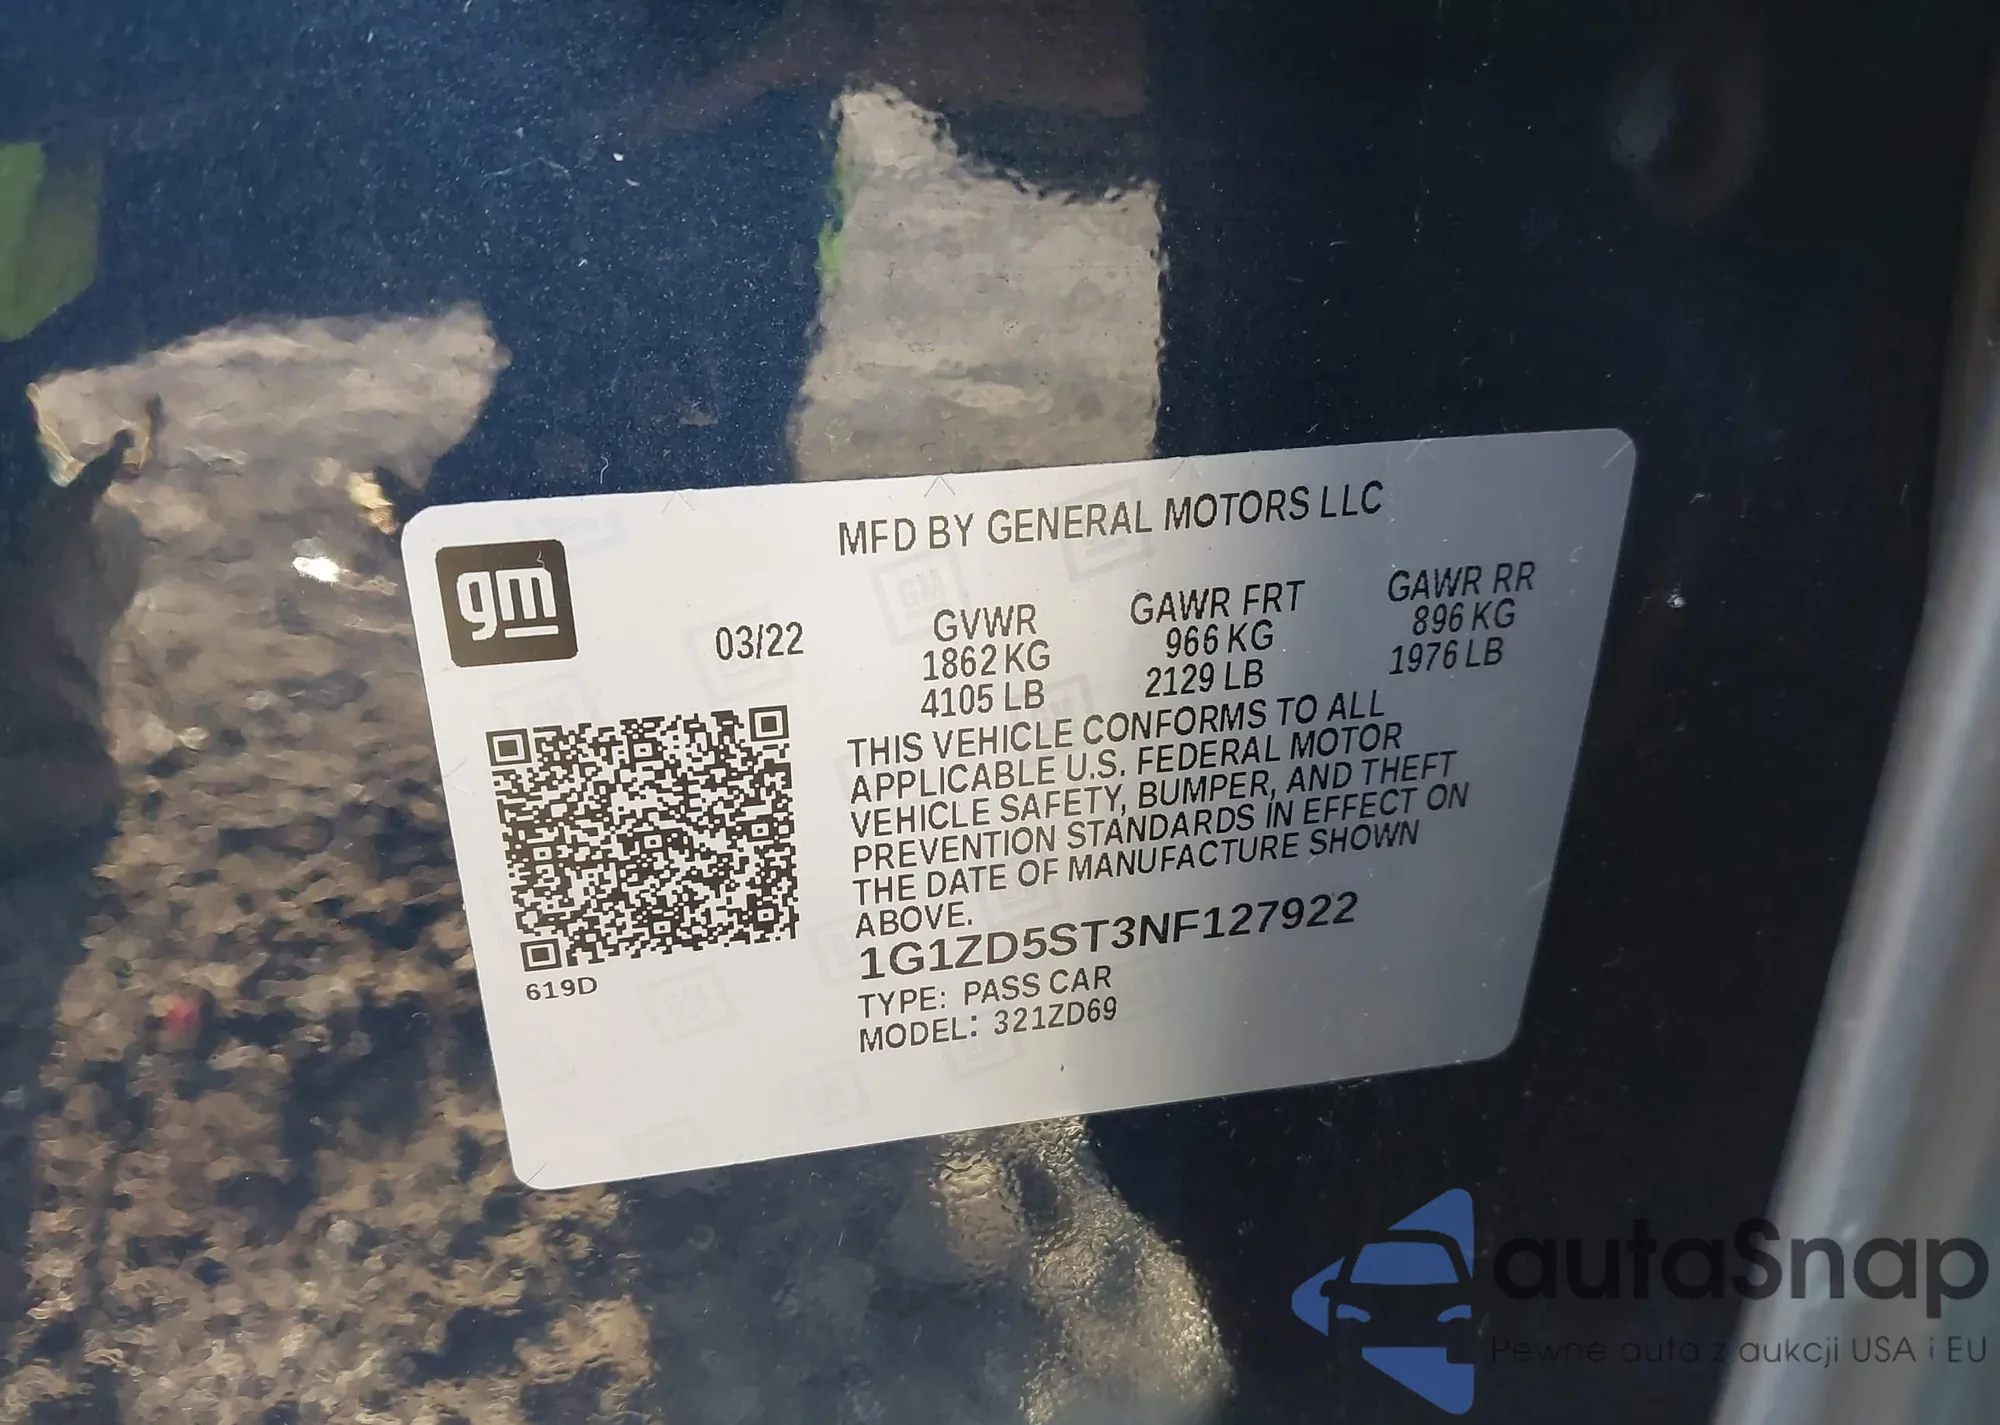 MFD BY GENERAL MOTORS LLC
gm
03/22
GVWR
1862 KG
4105 LB
GAWR FRT
966 KG
2129 LB
GAWR RR
896 KG
1976 LB
THIS VEHICLE CONFORMS TO ALL
APPLICABLE U.S. FEDERAL MOTOR
VEHICLE SAFETY, BUMPER, AND THEFT
PREVENTION STANDARDS IN EFFECT ON
THE DATE OF MANUFACTURE SHOWN
ABOVE.
1G1ZD5ST3NF127922
TYPE: PASS CAR
MODEL: 321ZD69
619D
autaSnap
Pewne auta z aukcji USA i EU